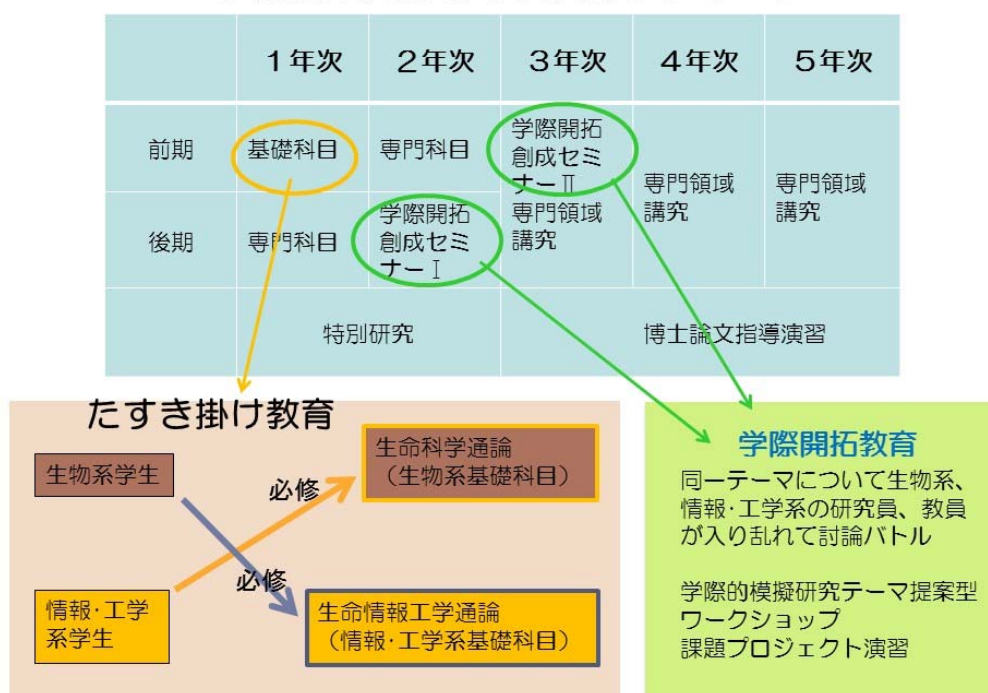 1年次 2年次 3年次 4年次 5年次
前期 基礎科目 専門科目
学際開拓
創成セミ
ナーⅡ
専門領域
講究
専門領域
講究
専門領域
講究
後期 専門科目
学際開拓
創成セミ
ナーⅠ
特別研究 博士論文指導演習
たすき掛け教育
生物系学生
必修
生命科学通論
(生物系基礎科目)
情報・工学
系学生
必修
生命情報工学通論
(情報・工学系基礎科目)
学際開拓教育
同一テーマについて生物系、
情報・工学系の研究員、教員
が入り乱れて討論バトル
学際的模擬研究テーマ提案型
ワークショップ
課題プロジェクト演習